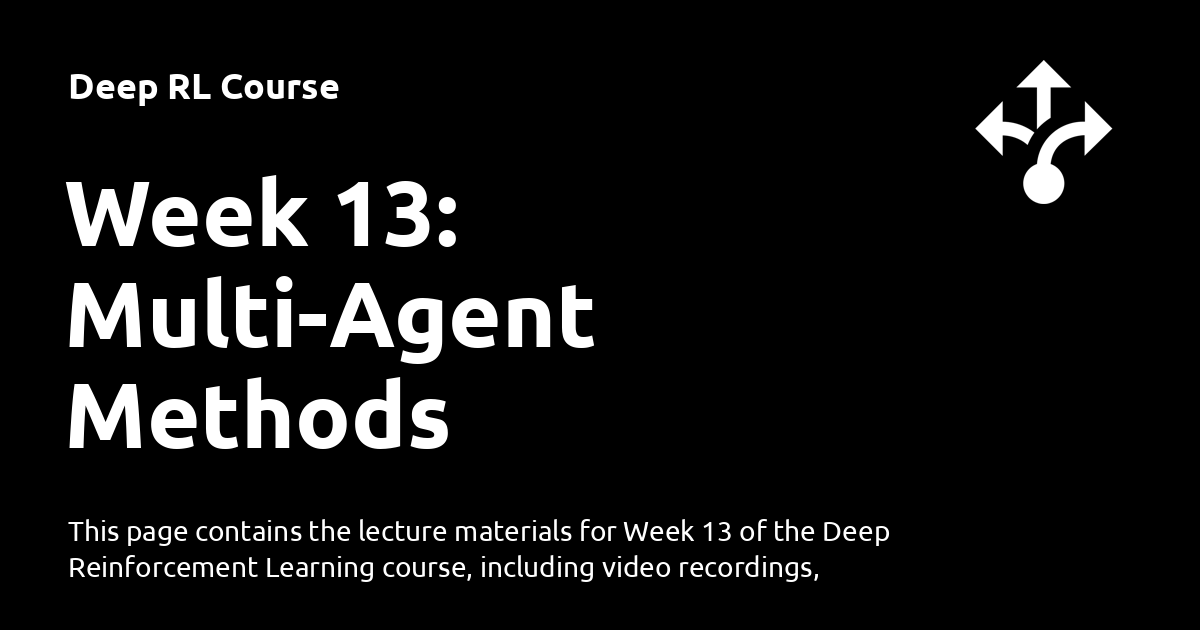 Deep RL Course
Week 13:
Multi-Agent
Methods
This page contains the lecture materials for Week 13 of the Deep
Reinforcement Learning course, including video recordings,